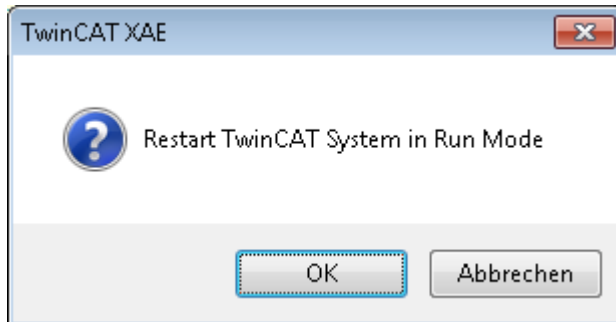 TwinCAT XAE
Restart TwinCAT System in Run Mode
OK
Abbrechen